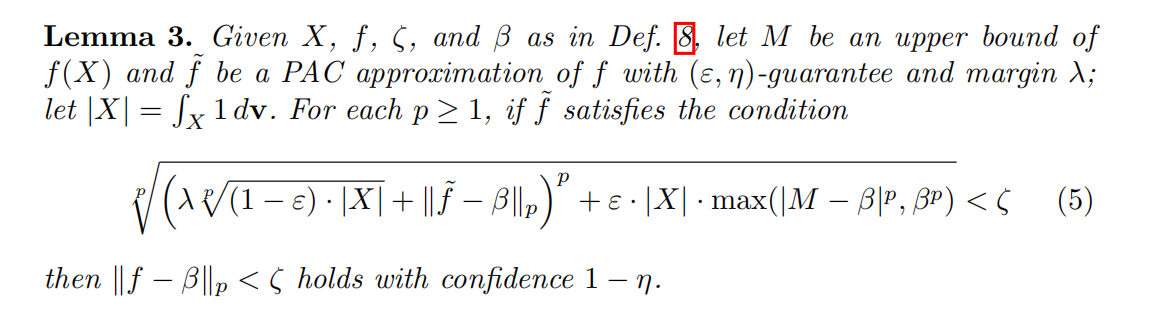 Lemma 3. Given X, f, ζ, and β as in Def. 8, let M be an upper bound of
f(X) and f̃ be a PAC approximation of f with (ε, η)-guarantee and margin λ;
let |X| = ∫_X 1 dv. For each p ≥ 1, if f̃ satisfies the condition
\sqrt[p]{(λ \sqrt[p]{(1 − ε) · |X|} + ‖f̃ − β‖_p)^p + ε · |X| · max(|M − β|^p, β^p)} < ζ (5)
then ‖f − β‖_p < ζ holds with confidence 1 − η.